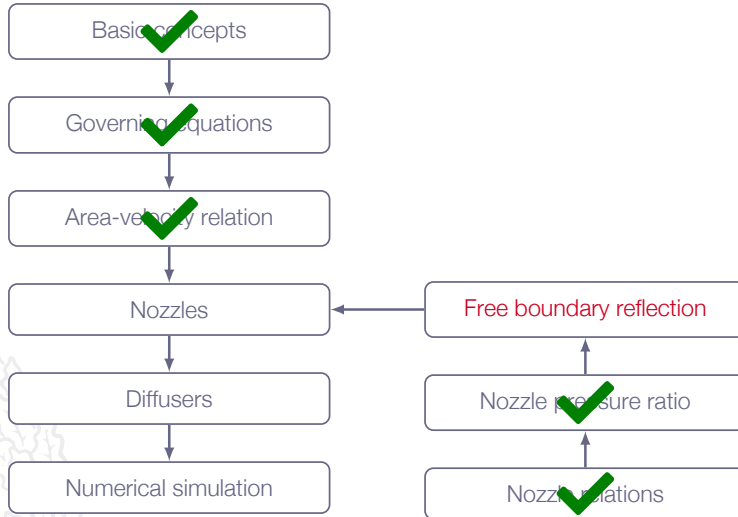 Basic concepts
Governing equations
Area-velocity relation
Nozzles
Free boundary reflection
Diffusers
Nozzle pressure ratio
Numerical simulation
Nozzle relations